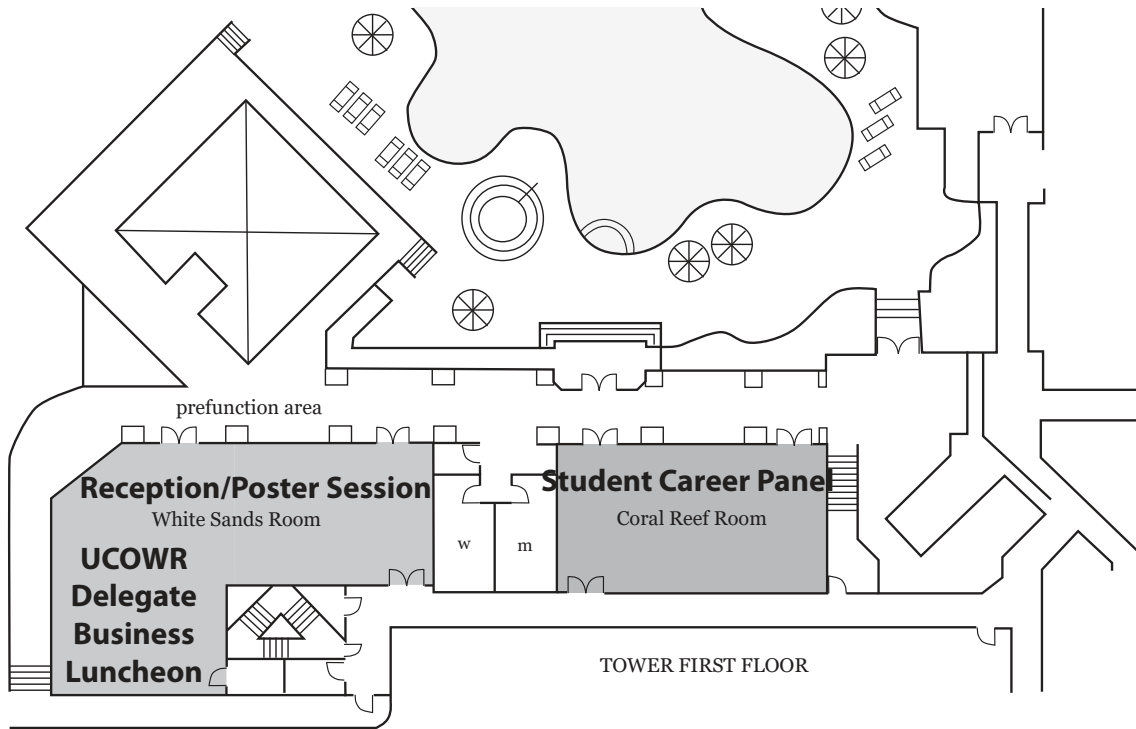 prefunction area
Reception/Poster Session
White Sands Room
UCOWR
Delegate
Business
Luncheon
w
m
Student Career Panel
Coral Reef Room
TOWER FIRST FLOOR